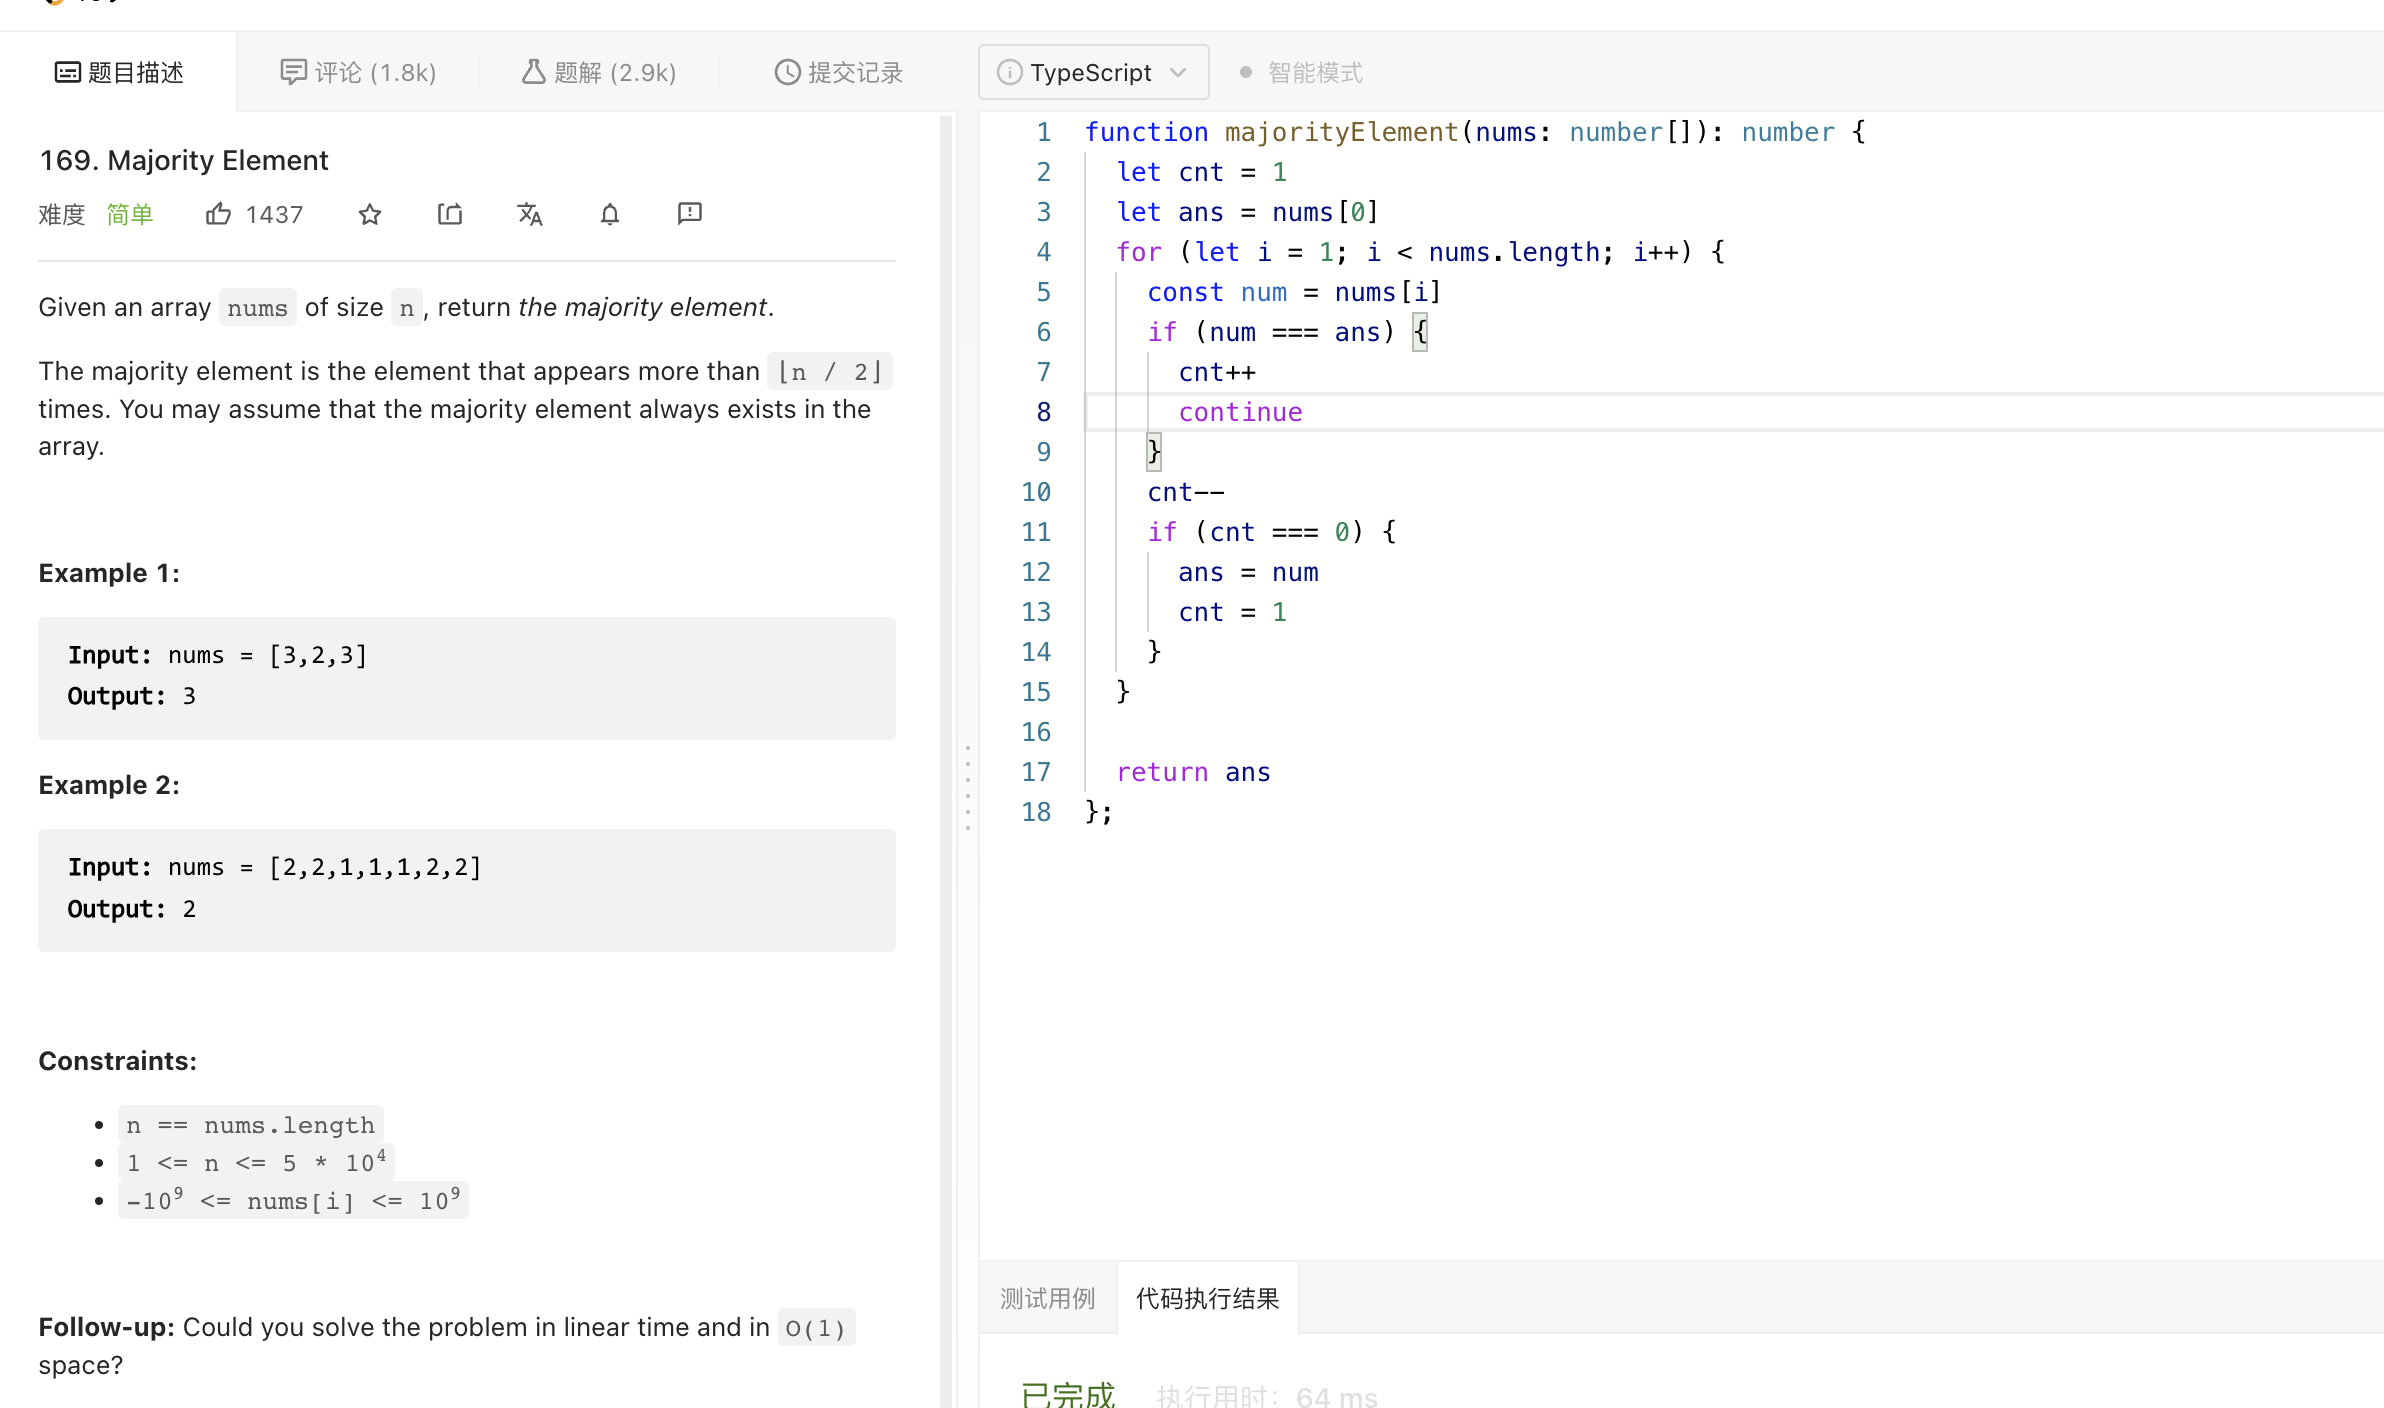 题目描述
评论 (1.8k)
题解 (2.9k)
提交记录
169. Majority Element
难度 简单 1437
Given an array nums of size n, return the majority element.
The majority element is the element that appears more than ⌊n / 2⌋
times. You may assume that the majority element always exists in the
array.
Example 1:
Input: nums = [3,2,3]
Output: 3
Example 2:
Input: nums = [2,2,1,1,1,2,2]
Output: 2
Constraints:
• n == nums.length
• 1 <= n <= 5 * 10⁴
• -10⁹ <= nums[i] <= 10⁹
Follow-up: Could you solve the problem in linear time and in O(1)
space?
TypeScript
智能模式
1 function majorityElement(nums: number[]): number {
2   let cnt = 1
3   let ans = nums[0]
4   for (let i = 1; i < nums.length; i++) {
5     const num = nums[i]
6     if (num === ans) {
7       cnt++
8       continue
9     }
10     cnt--
11     if (cnt === 0) {
12       ans = num
13       cnt = 1
14     }
15   }
16
17   return ans
18 };
测试用例
代码执行结果
已完成 执行用时: 64 ms